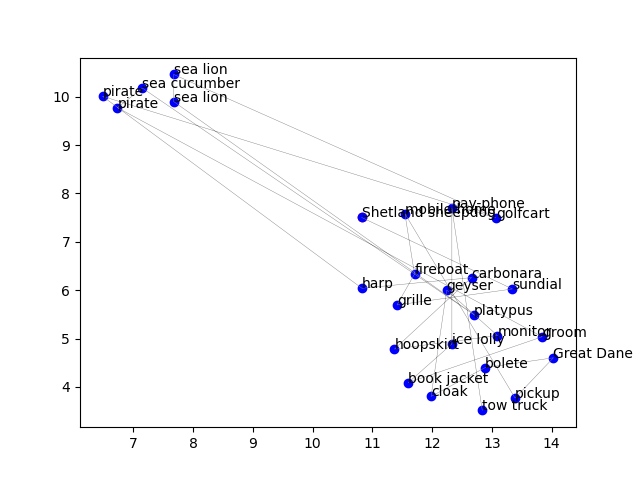 sea lion
sea cucumber
pirate
sea lion
pirate
pay-phone
mobile home
Shetland sheepdog
golfcart
fireboat
carbonara
harp
geyser
sundial
grille
platypus
monitor
groom
hoopskirt
ice lolly
Great Dane
bolete
book jacket
cloak
pickup
tow truck
10
9
8
7
6
5
4
7
8
9
10
11
12
13
14